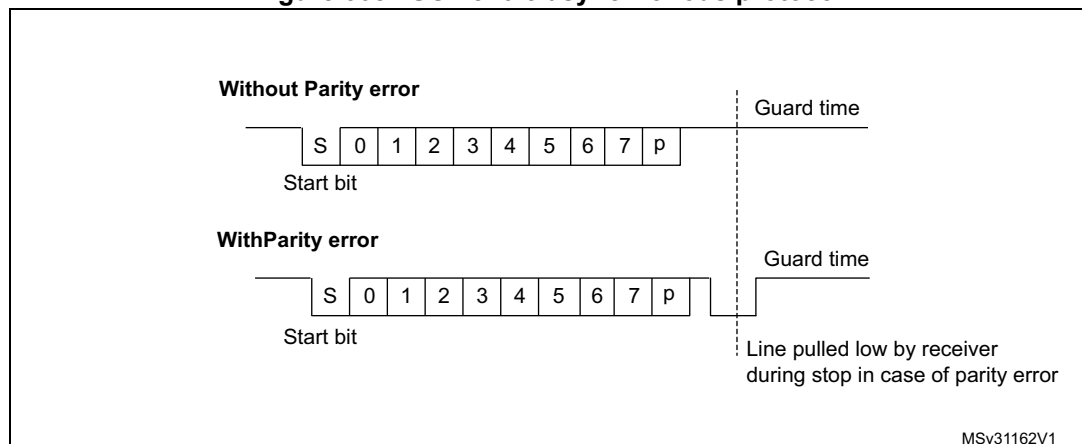 Without Parity error
Guard time
S 0 1 2 3 4 5 6 7 p
Start bit
WithParity error
Guard time
S 0 1 2 3 4 5 6 7 p
Start bit
Line pulled low by receiver
during stop in case of parity error
MSv31162V1